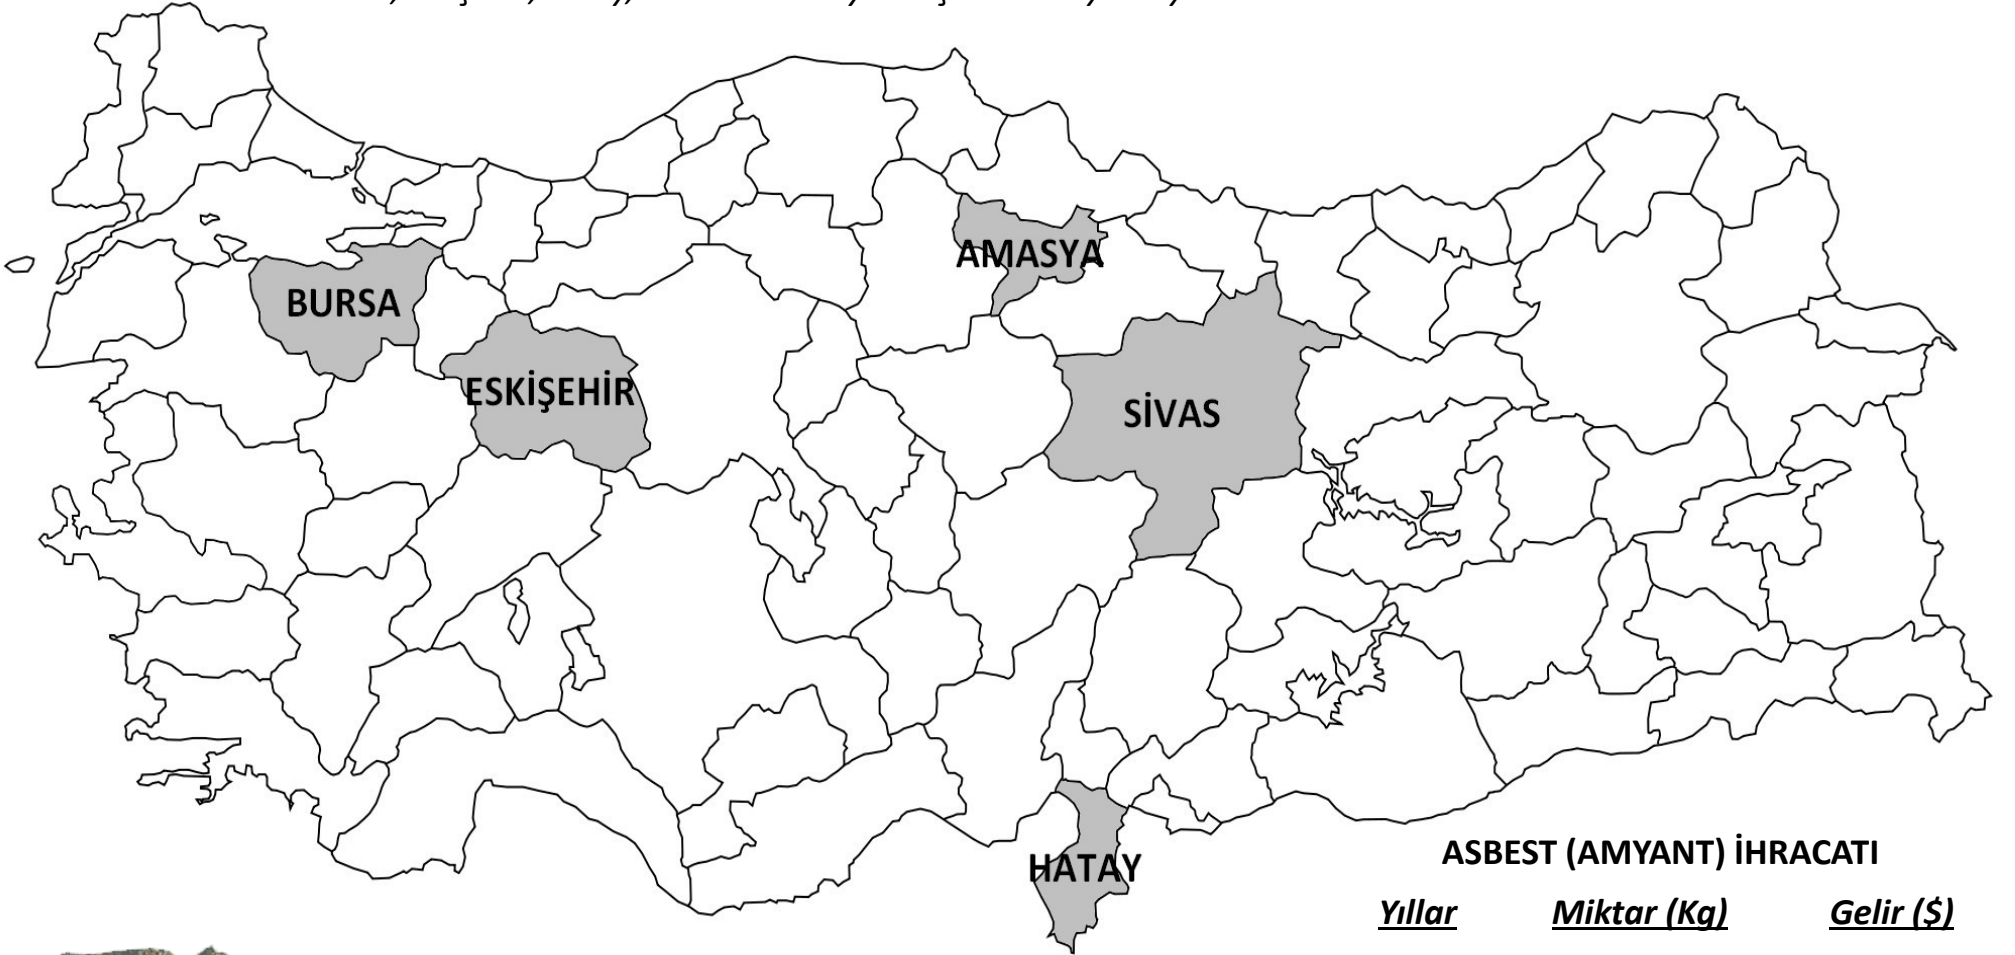 AMASYA
BURSA
ESKİŞEHİR
SİVAS
HATAY
ASBEST (AMYANT) İHRACATI
Yıllar Miktar (Kg) Gelir ($)